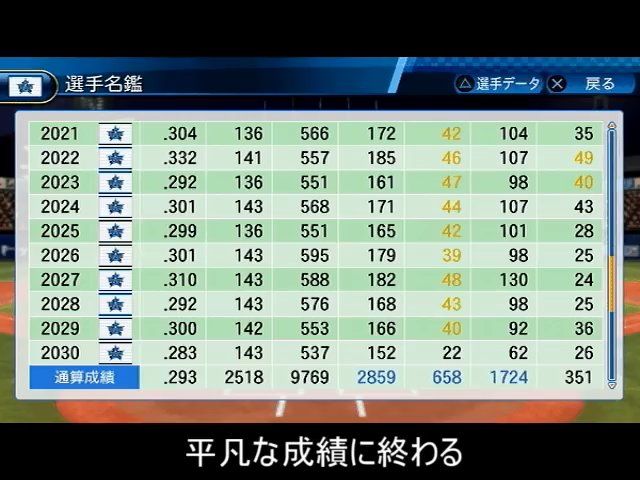 選手名鑑 選手データ 戻る
2021 .304 136 566 172 42 104 35
2022 .332 141 557 185 46 107 49
2023 .292 136 551 161 47 98 40
2024 .301 143 568 171 44 107 43
2025 .299 136 551 165 42 101 28
2026 .301 143 595 179 39 98 25
2027 .310 143 588 182 48 130 24
2028 .292 143 576 168 43 98 25
2029 .300 142 553 166 40 92 36
2030 .283 143 537 152 22 62 26
通算成績 .293 2518 9769 2859 658 1724 351
平凡な成績に終わる